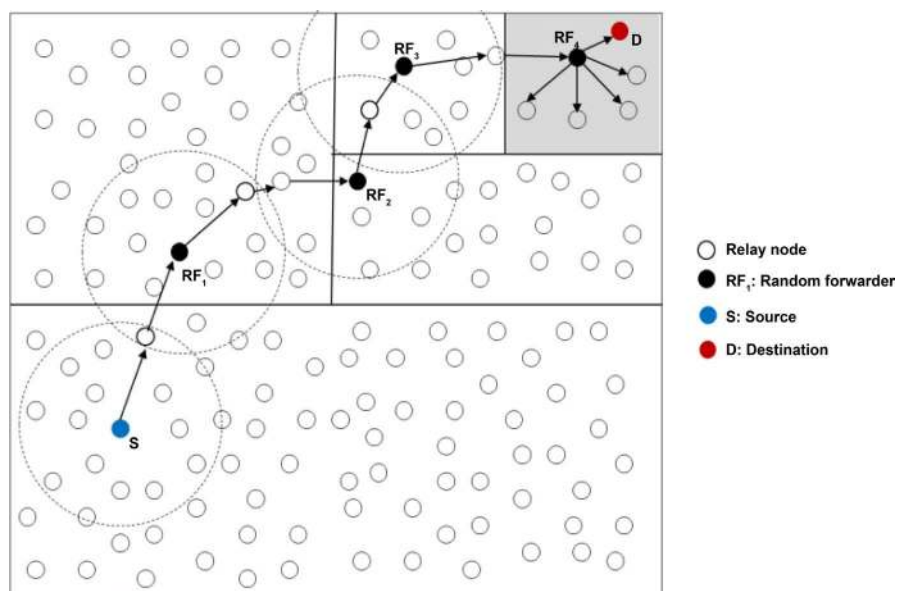 RF₄
D
RF₃
RF₂
RF₁
S
Relay node
RF₁: Random forwarder
S: Source
D: Destination